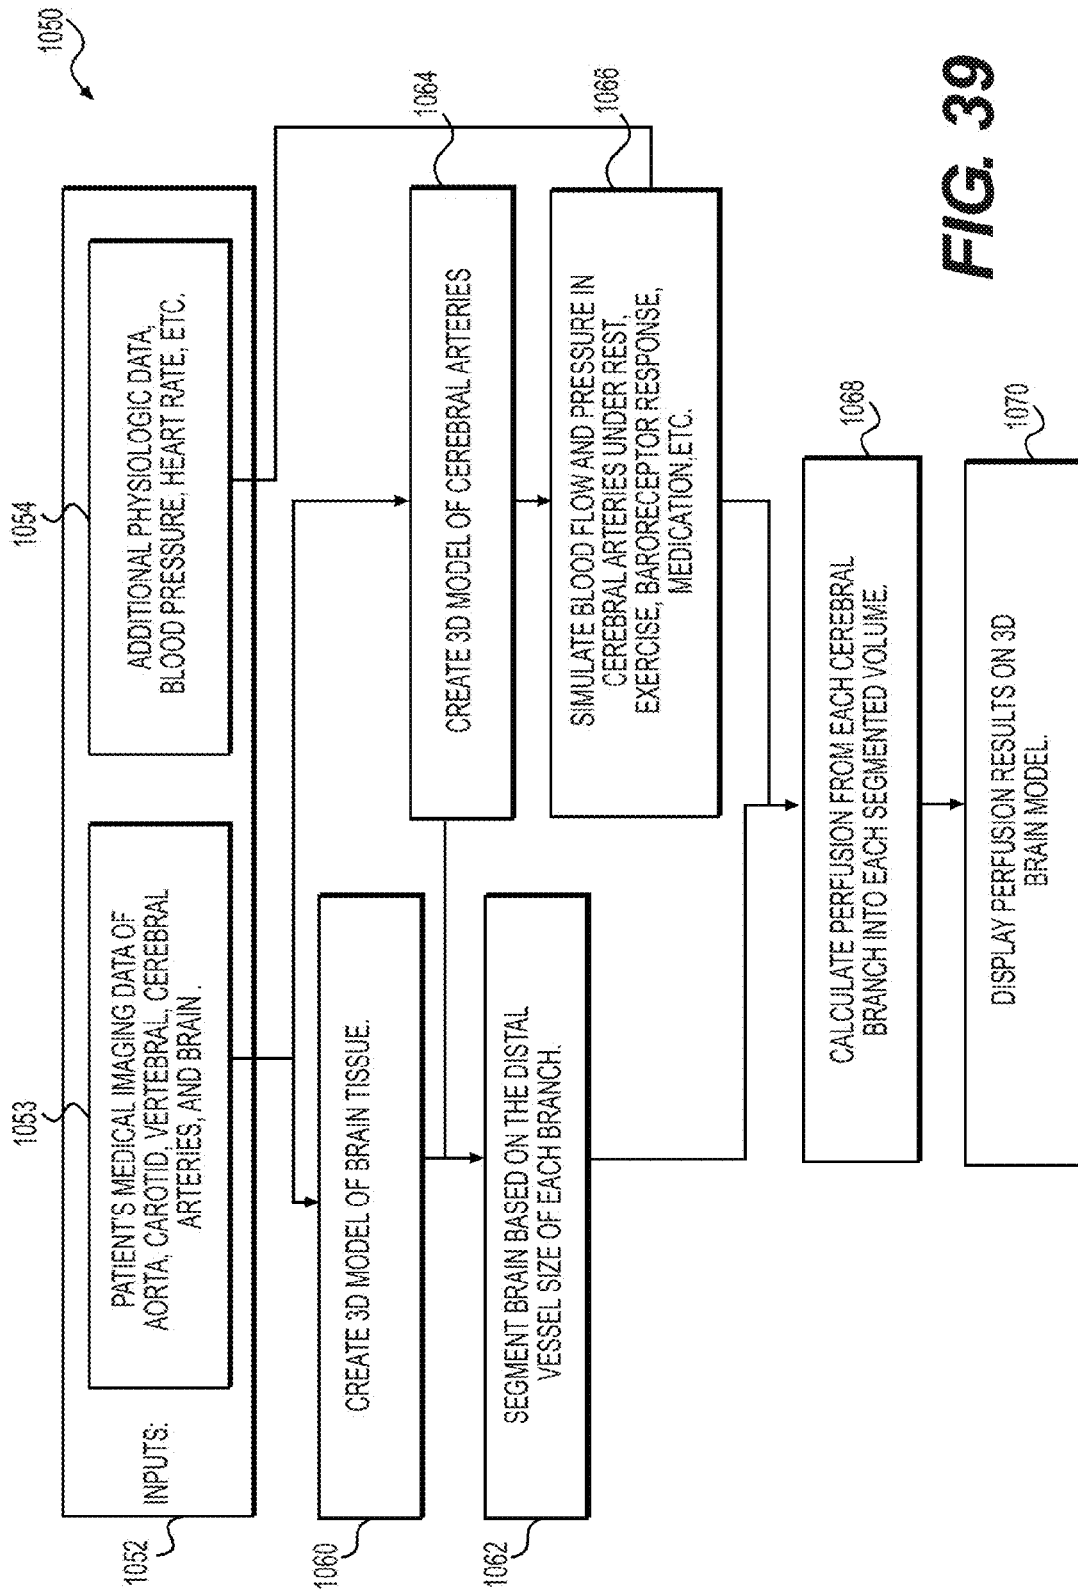 1050
1052
INPUTS:
1053
PATIENT'S MEDICAL IMAGING DATA OF
AORTA, CAROTID, VERTEBRAL, CEREBRAL
ARTERIES, AND BRAIN .
1054
ADDITIONAL PHYSIOLOGIC DATA,
BLOOD PRESSURE, HEART RATE, ETC.
1060
CREATE 3D MODEL OF BRAIN TISSUE.
1064
CREATE 3D MODEL OF CEREBRAL ARTERIES
1062
SEGMENT BRAIN BASED ON THE DISTAL
VESSEL SIZE OF EACH BRANCH.
1066
SIMULATE BLOOD FLOW AND PRESSURE IN
CEREBRAL ARTERIES UNDER REST,
EXERCISE, BARORECEPTOR RESPONSE,
MEDICATION,ETC.
1068
CALCULATE PERFUSION FROM EACH CEREBRAL
BRANCH INTO EACH SEGMENTED VOLUME.
1070
DISPLAY PERFUSION RESULTS ON 3D
BRAIN MODEL.
FIG. 39